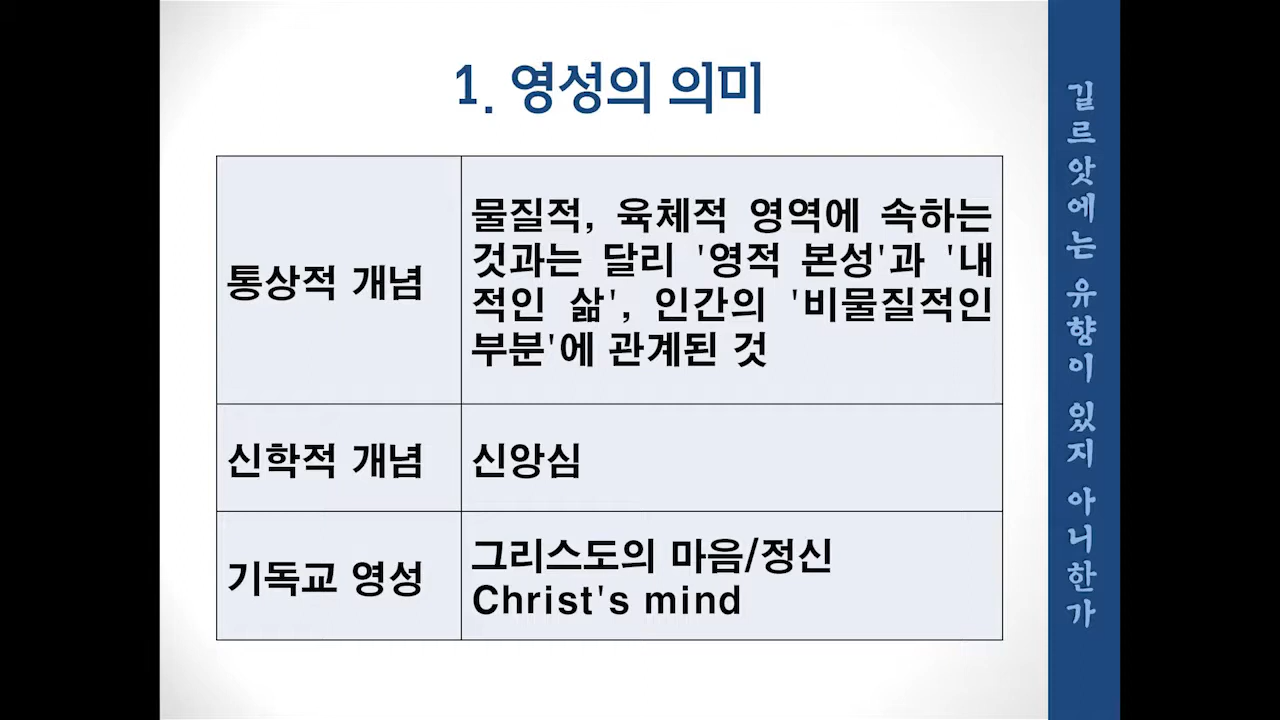 1. 영성의 의미
통상적 개념
물질적, 육체적 영역에 속하는
것과는 달리 '영적 본성'과 '내
적인 삶', 인간의 '비물질적인
부분'에 관계된 것
신학적 개념
신앙심
기독교 영성
그리스도의 마음/정신
Christ's mind
길르앗에는 유향이 있지 아니한가